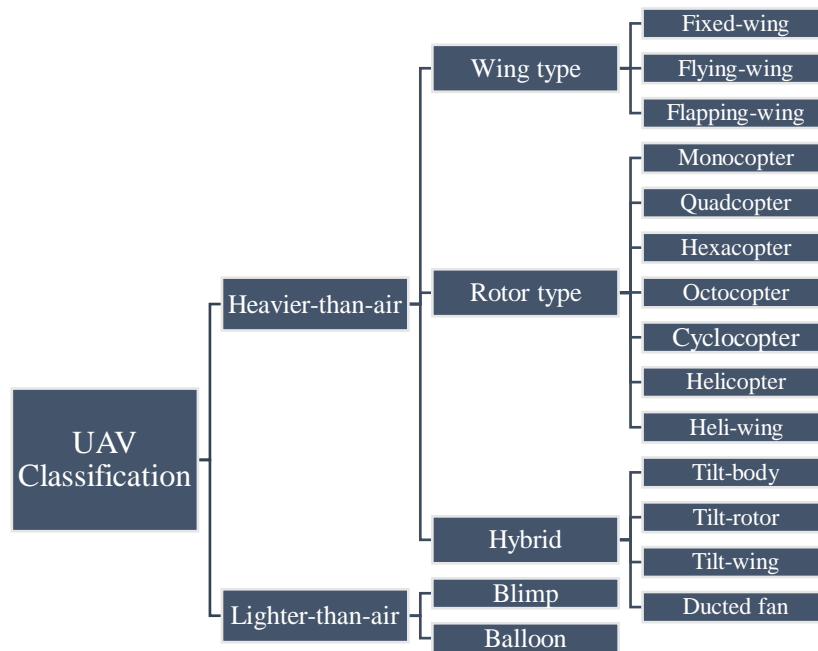 UAV
Classification
Heavier-than-air
Wing type
Fixed-wing
Flying-wing
Flapping-wing
Rotor type
Monocopter
Quadcopter
Hexacopter
Octocopter
Cyclocopter
Helicopter
Heli-wing
Hybrid
Tilt-body
Tilt-rotor
Tilt-wing
Ducted fan
Lighter-than-air
Blimp
Balloon